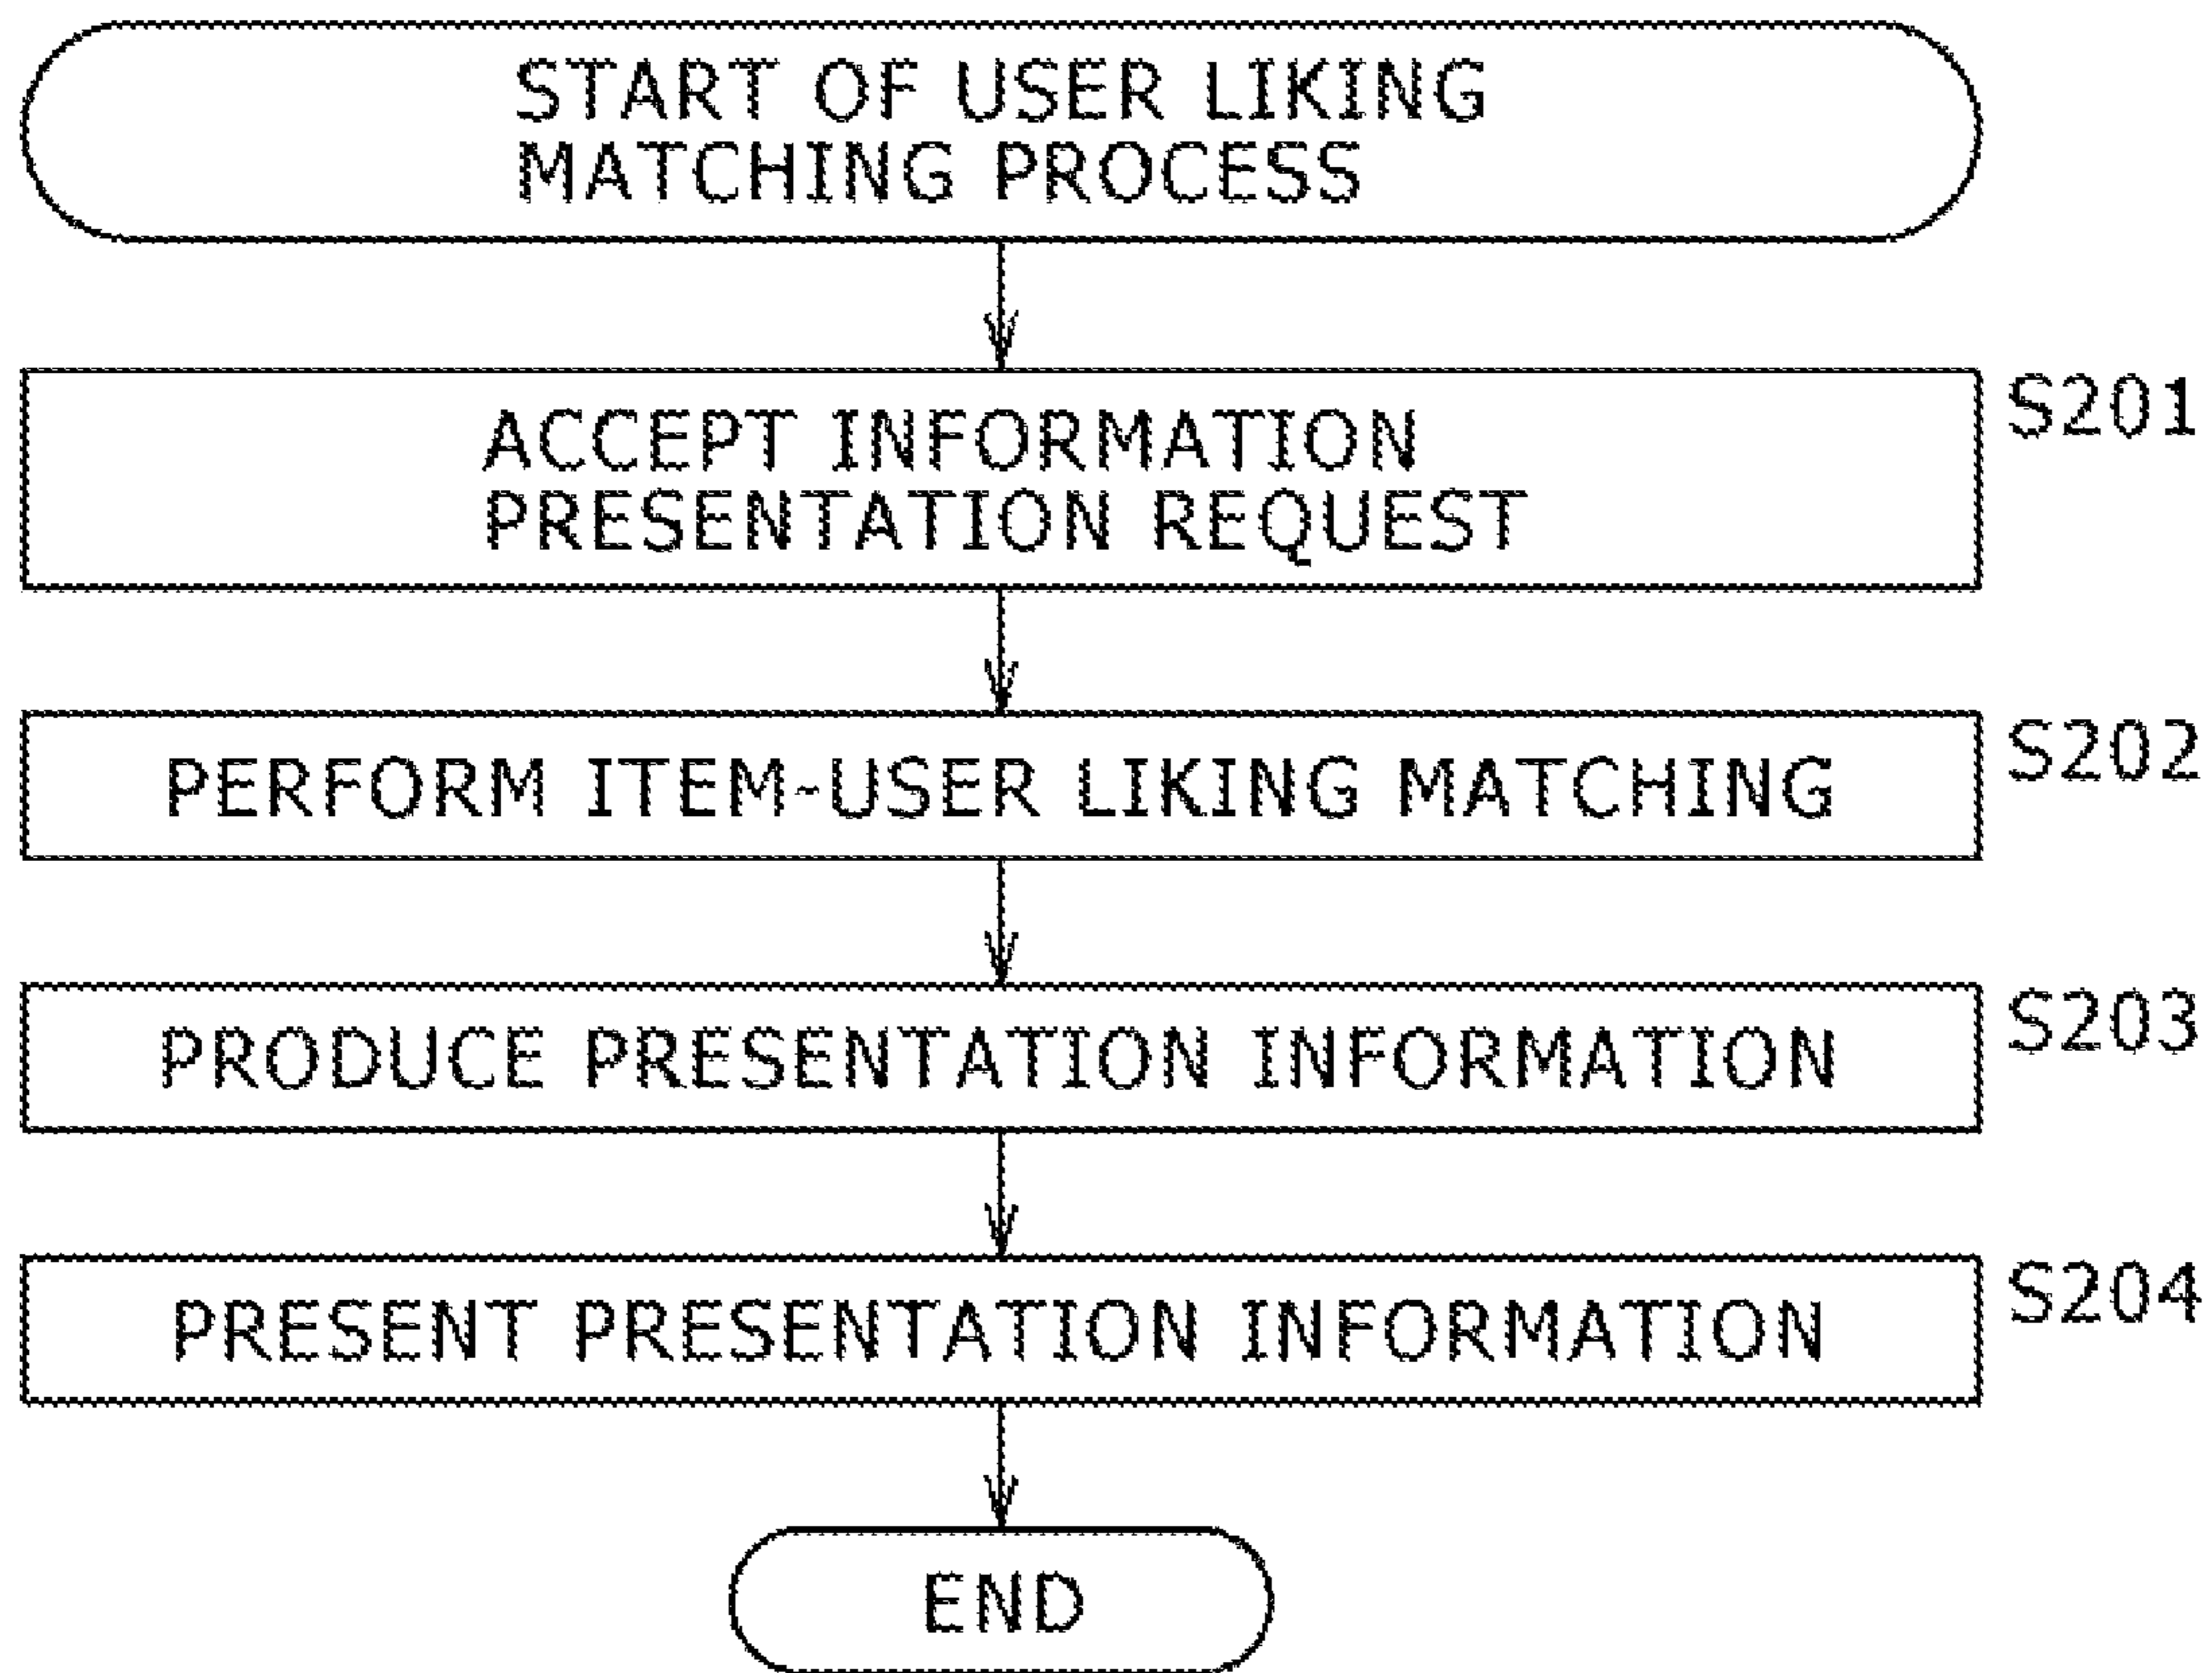 START OF USER LIKING
MATCHING PROCESS
ACCEPT INFORMATION
PRESENTATION REQUEST
S201
PERFORM ITEM-USER LIKING MATCHING
S202
PRODUCE PRESENTATION INFORMATION
S203
PRESENT PRESENTATION INFORMATION
S204
END